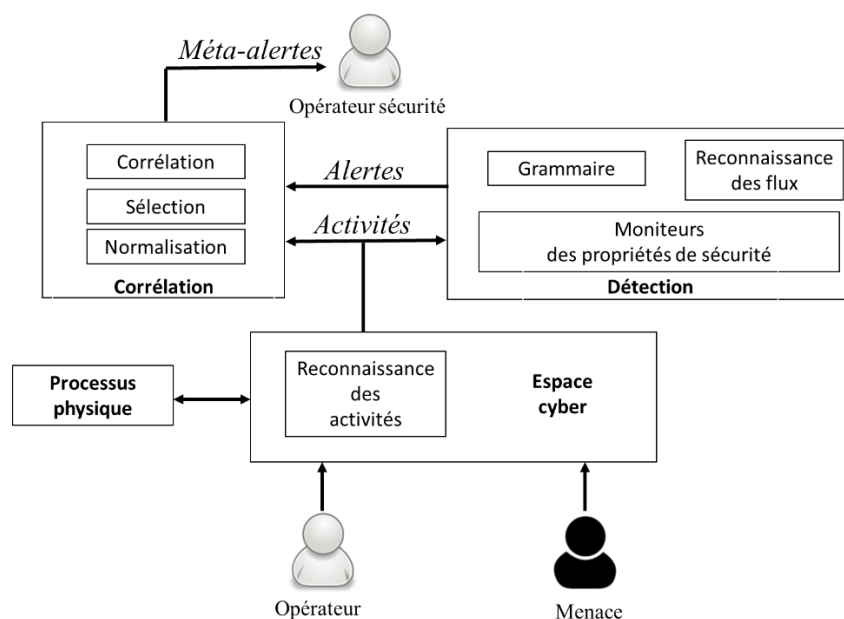 Méta-alertes
Opérateur sécurité
Corrélation
Sélection
Normalisation
Corrélation
Alertes
Activités
Grammaire
Reconnaissance
des flux
Moniteurs
des propriétés de sécurité
Détection
Processus
physique
Reconnaissance
des
activités
Espace
cyber
Opérateur
Menace